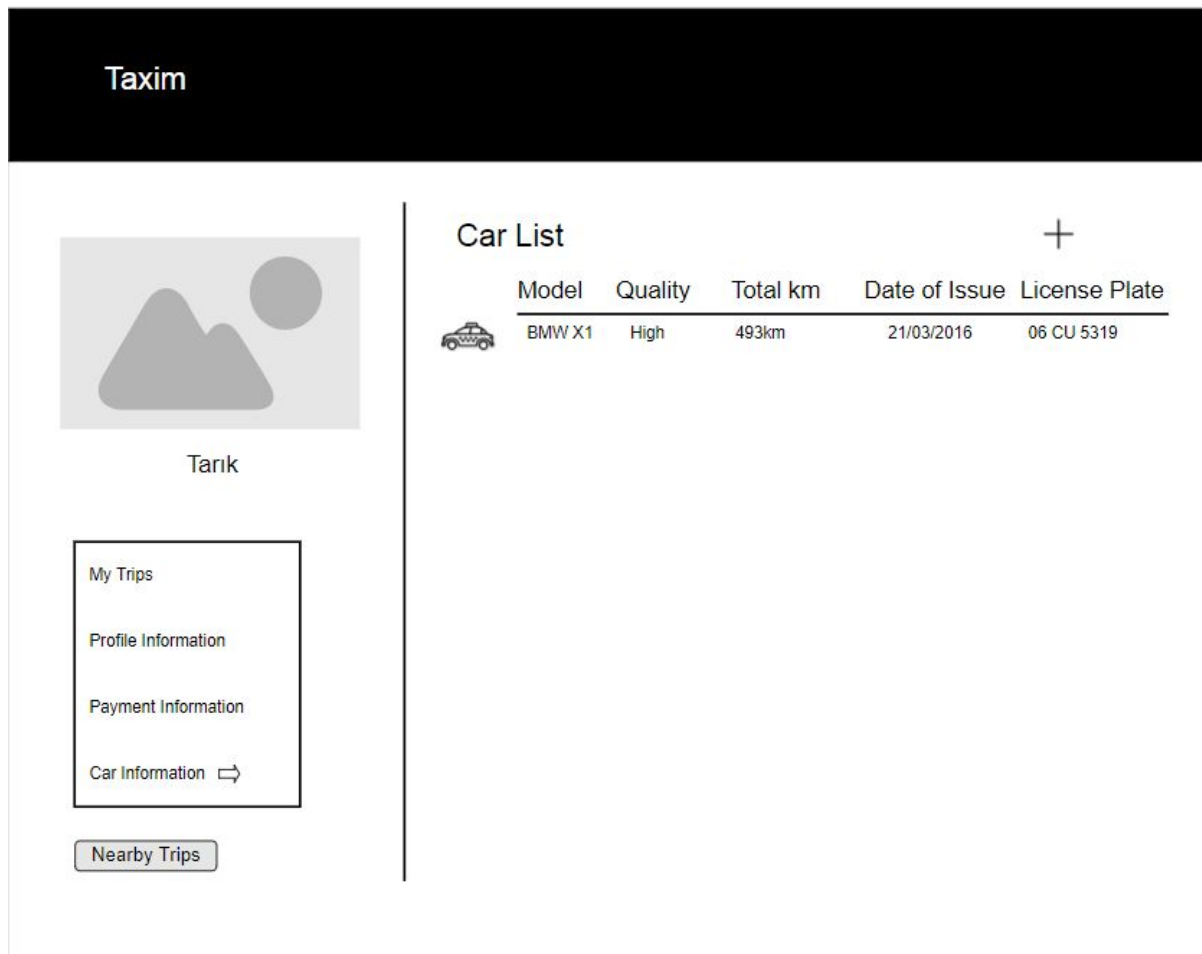 Taxim
Tarık
My Trips
Profile Information
Payment Information
Car Information
Nearby Trips
Car List
Model Quality Total km Date of Issue License Plate
BMW X1 High 493km 21/03/2016 06 CU 5319